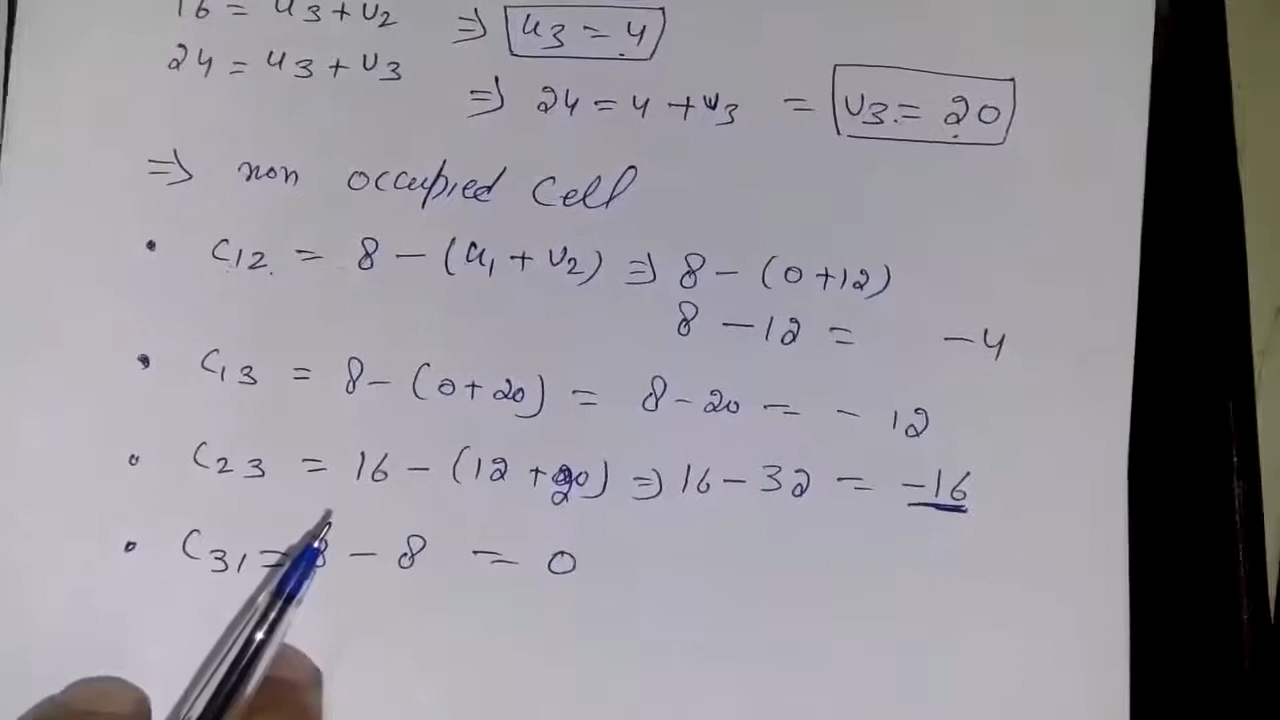 16 = u3 + v2 ⇒ u3 = 4
24 = u3 + v3
⇒ 24 = 4 + v3 = v3 = 20
⇒ non occupied cell
• C12 = 8 - (u1 + v2) ⇒ 8 - (0 + 12)
8 - 12 = -4
• C13 = 8 - (0 + 20) = 8 - 20 = - 12
• C23 = 16 - (12 + 20) ⇒ 16 - 32 = -16
• C31 = 8 - 8 = 0